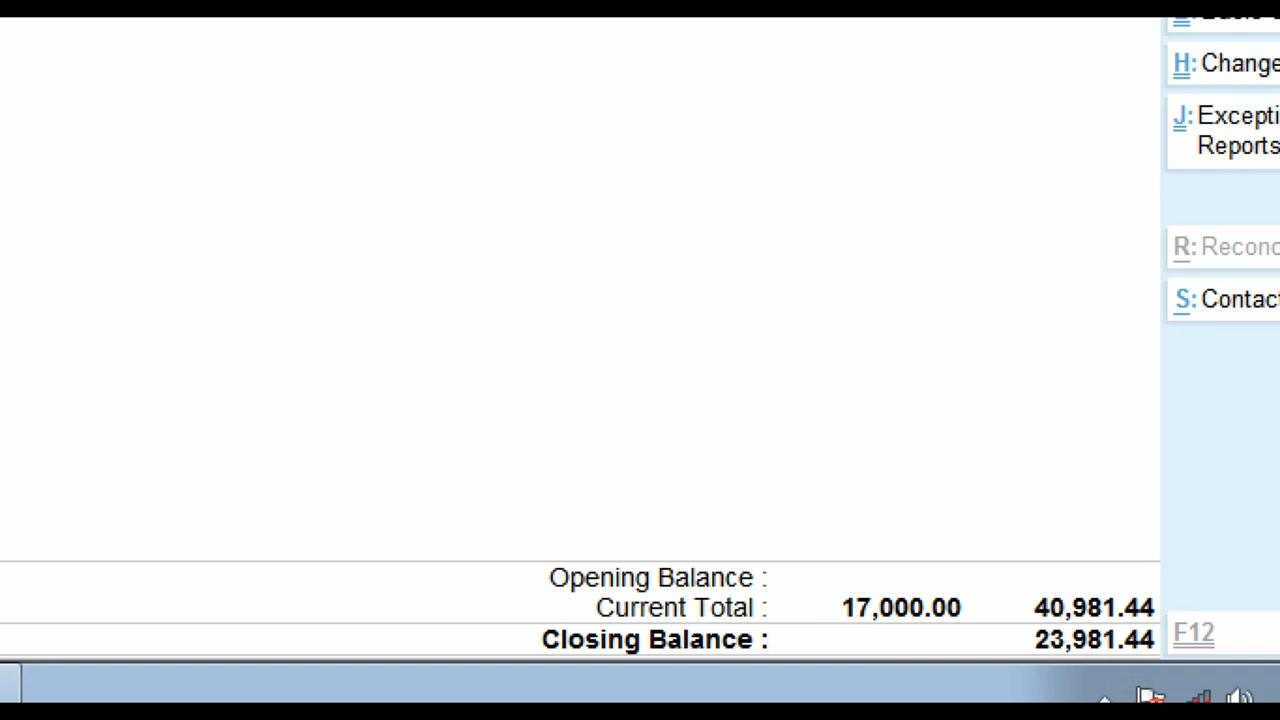 H: Change
J: Excepti
Reports
R: Recond
S: Contact
Opening Balance :
Current Total : 17,000.00 40,981.44
Closing Balance : 23,981.44
F12